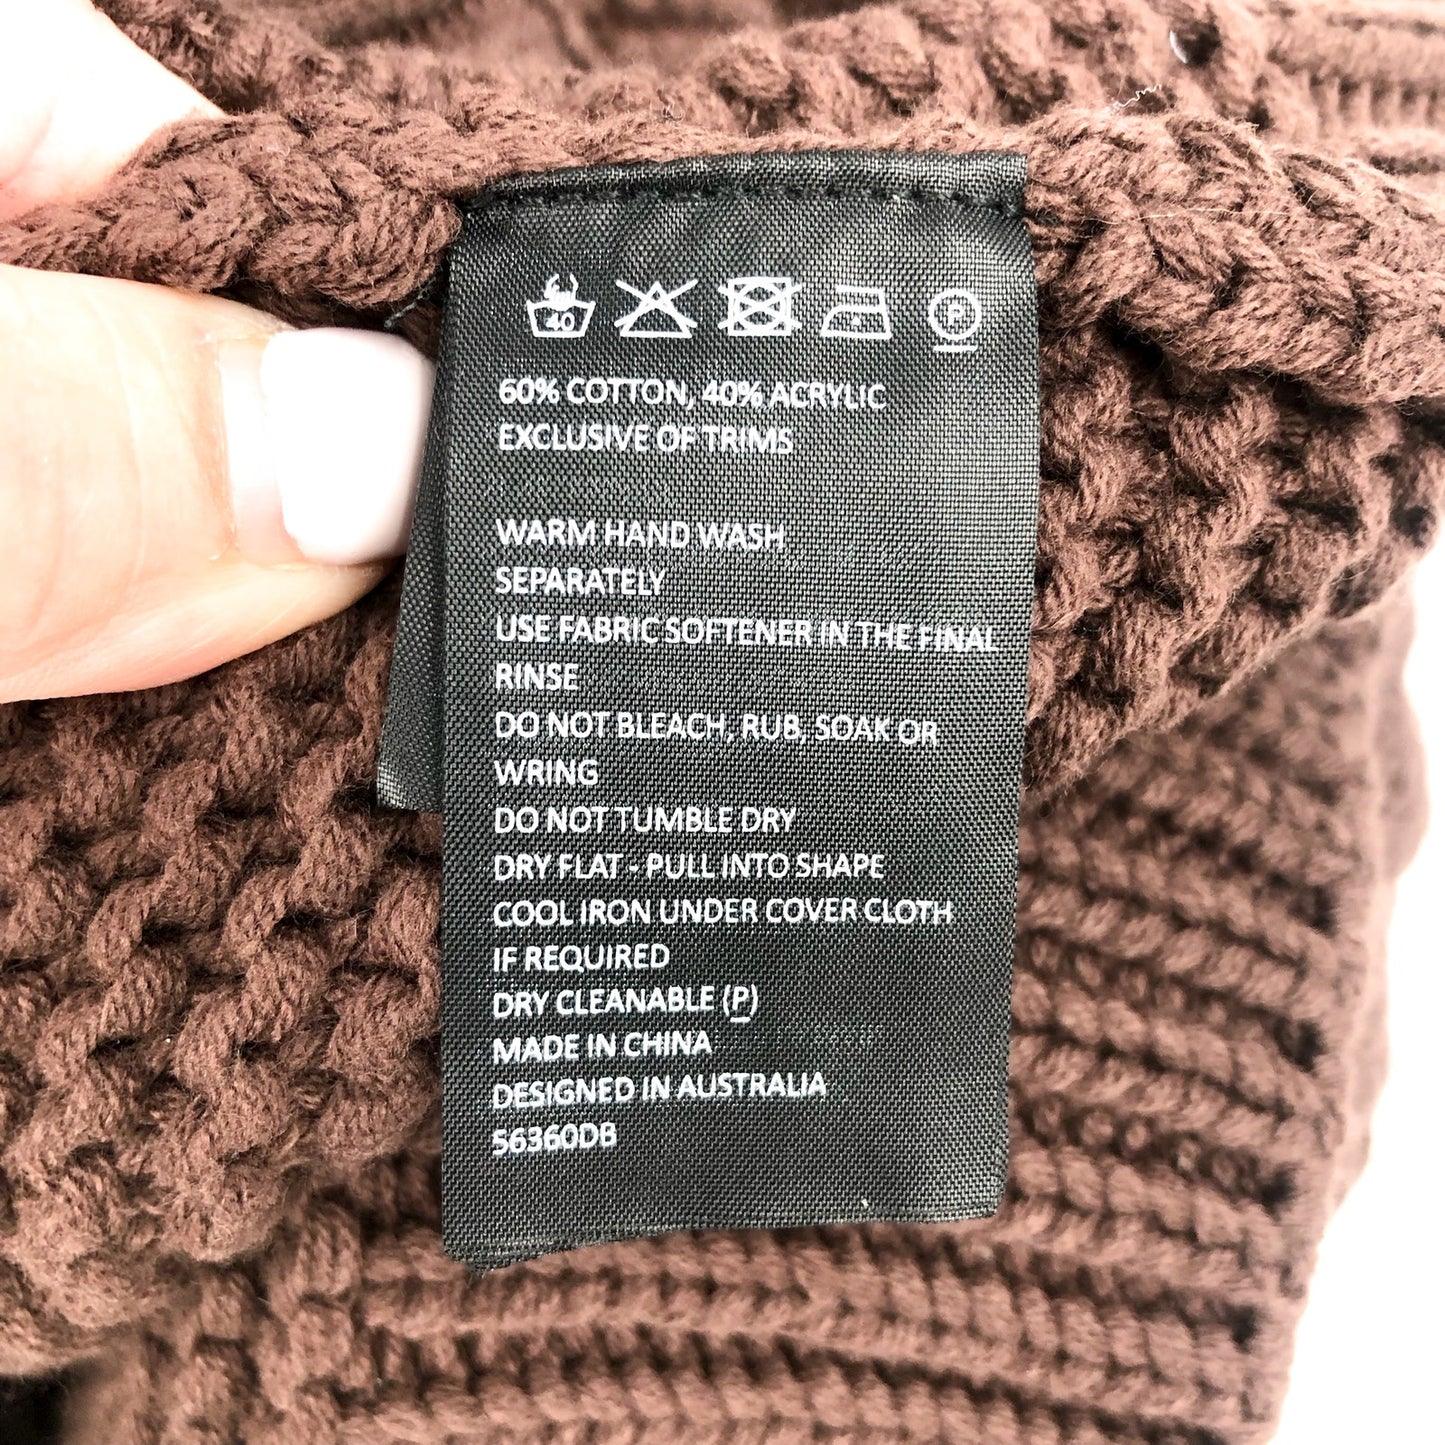 40 P
60% COTTON, 40% ACRYLIC
EXCLUSIVE OF TRIMS
WARM HAND WASH
SEPARATELY
USE FABRIC SOFTENER IN THE FINAL
RINSE
DO NOT BLEACH, RUB, SOAK OR
WRING
DO NOT TUMBLE DRY
DRY FLAT - PULL INTO SHAPE
COOL IRON UNDER COVER CLOTH
IF REQUIRED
DRY CLEANABLE (P)
MADE IN CHINA
DESIGNED IN AUSTRALIA
56360DB